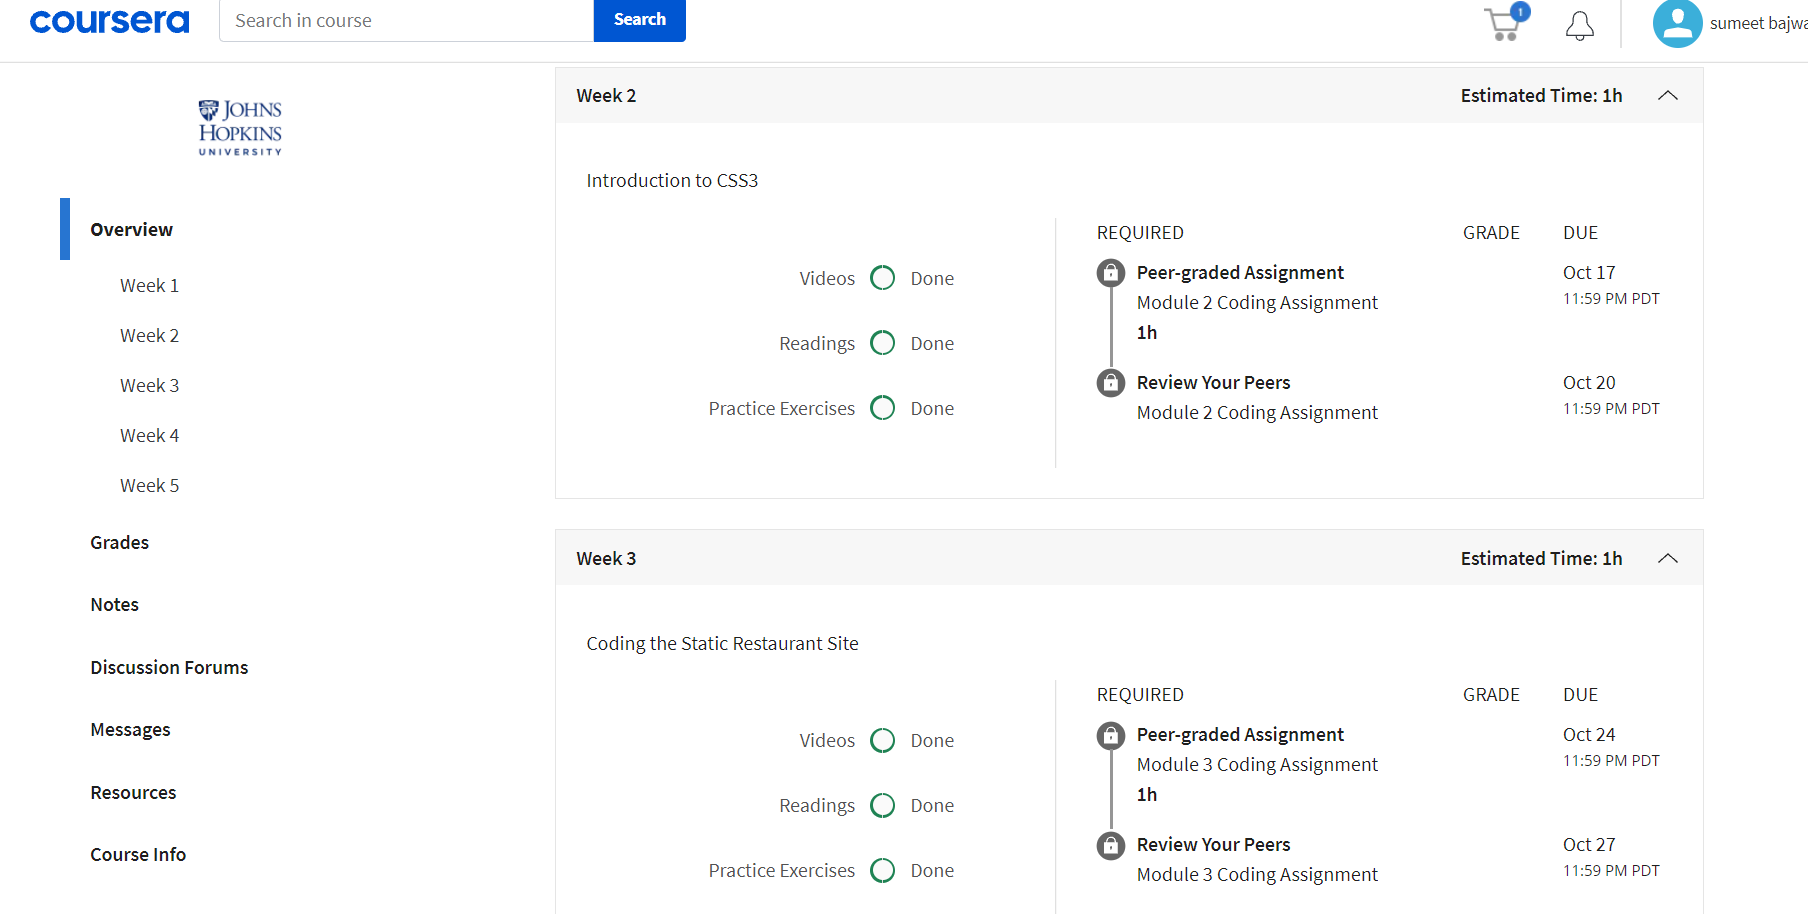 coursera
Search in course
Search
1
sumeet bajwa
JOHNS
HOPKINS
UNIVERSITY
Overview
Week 1
Week 2
Week 3
Week 4
Week 5
Grades
Notes
Discussion Forums
Messages
Resources
Course Info
Week 2
Estimated Time: 1h
Introduction to CSS3
Videos Done
Readings Done
Practice Exercises Done
REQUIRED GRADE DUE
Peer-graded Assignment Oct 17
Module 2 Coding Assignment 11:59 PM PDT
1h
Review Your Peers Oct 20
Module 2 Coding Assignment 11:59 PM PDT
Week 3
Estimated Time: 1h
Coding the Static Restaurant Site
Videos Done
Readings Done
Practice Exercises Done
REQUIRED GRADE DUE
Peer-graded Assignment Oct 24
Module 3 Coding Assignment 11:59 PM PDT
1h
Review Your Peers Oct 27
Module 3 Coding Assignment 11:59 PM PDT